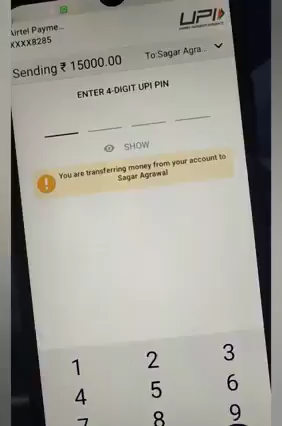 Airtel Payme...
XXXX8285
UPI
Sending ₹ 15000.00
To:Sagar Agra...
ENTER 4-DIGIT UPI PIN
SHOW
You are transferring money from your account to
Sagar Agrawal
1 2 3
4 5 6
7 8 9